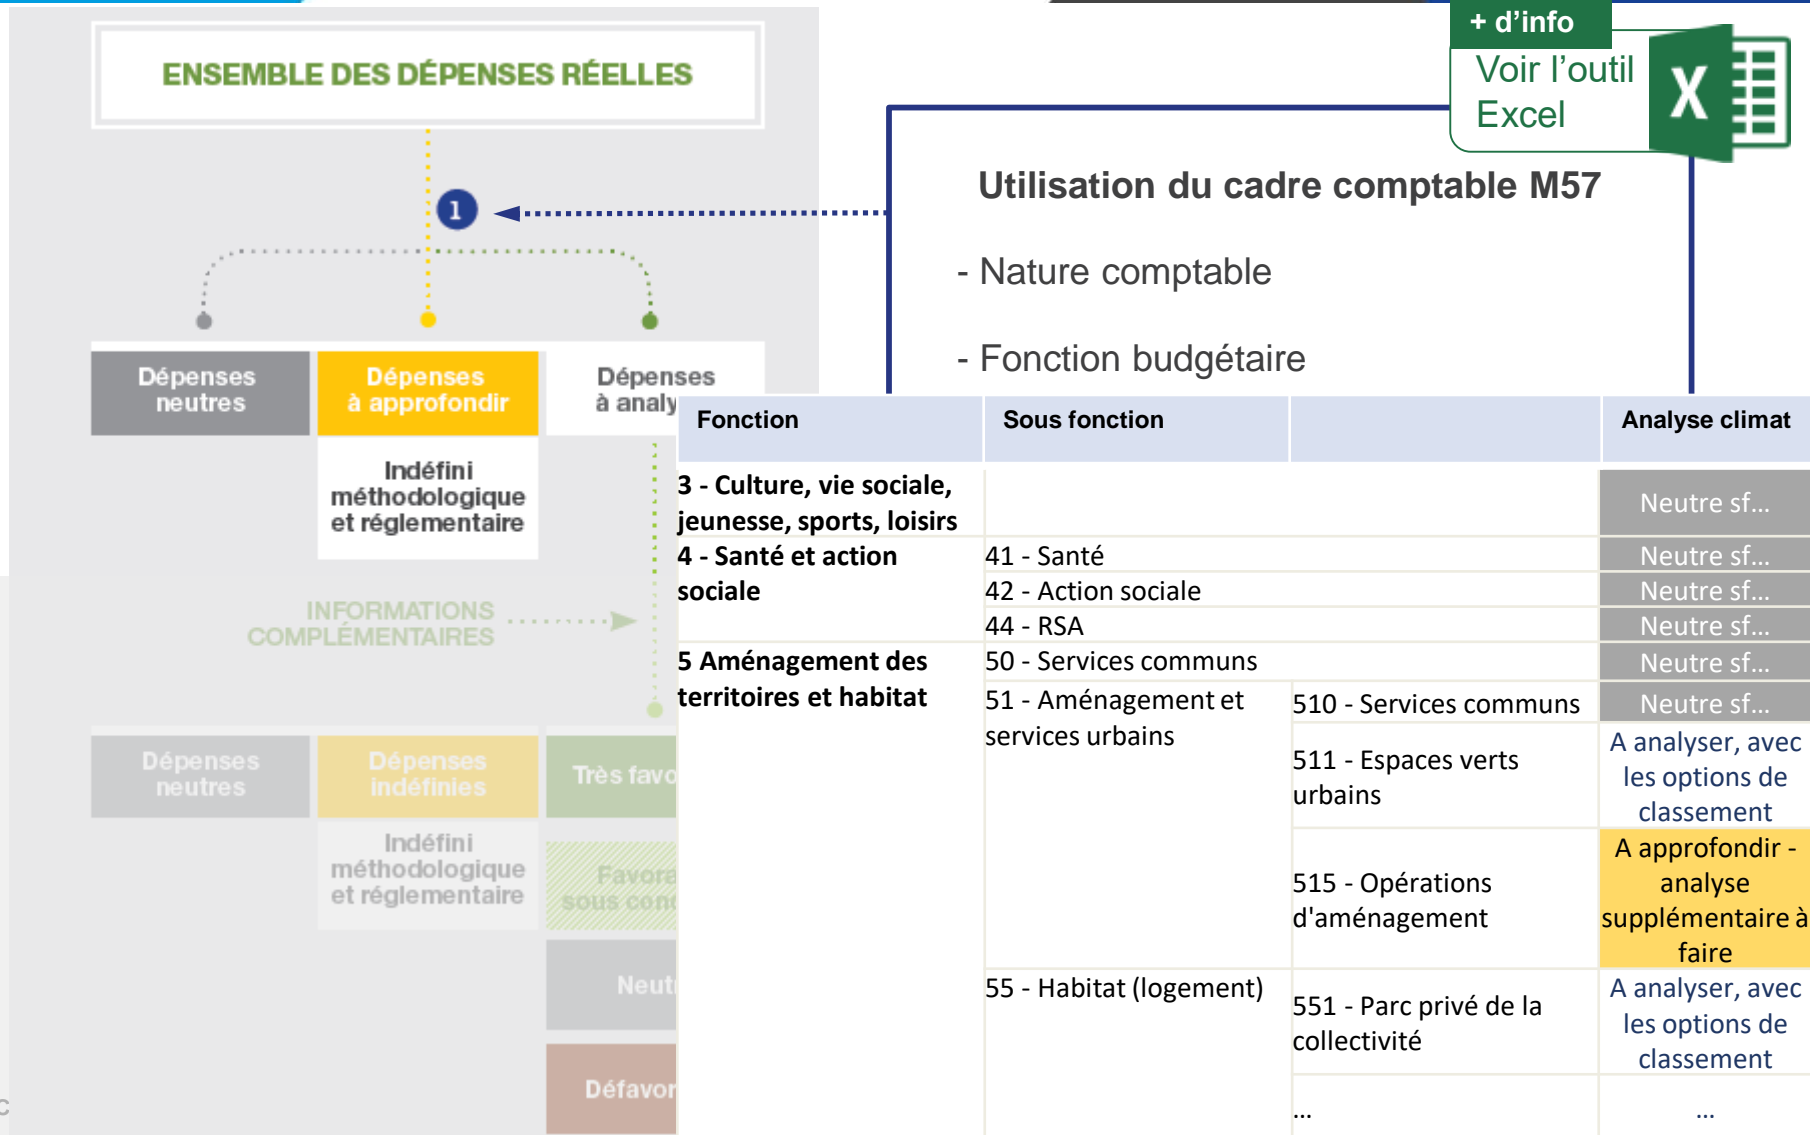 + d'info
Voir l'outil
Excel
X
ENSEMBLE DES DÉPENSES RÉELLES
1
Utilisation du cadre comptable M57
- Nature comptable
- Fonction budgétaire
Dépenses
neutres
Dépenses
à approfondir
Dépenses
à analy
Indéfini
méthodologique
et réglementaire
INFORMATIONS
COMPLÉMENTAIRES
Dépenses
neutres
Dépenses
indéfinies
Très favo
Indéfini
méthodologique
et réglementaire
Favora
sous con
Neut
Défavor
Fonction
Sous fonction
Analyse climat
3 - Culture, vie sociale,
jeunesse, sports, loisirs
Neutre sf...
4 - Santé et action
sociale
41 - Santé
Neutre sf...
42 - Action sociale
Neutre sf...
44 - RSA
Neutre sf...
5 Aménagement des
territoires et habitat
50 - Services communs
Neutre sf...
51 - Aménagement et
services urbains
510 - Services communs
Neutre sf...
511 - Espaces verts
urbains
A analyser, avec
les options de
classement
515 - Opérations
d'aménagement
A approfondir -
analyse
supplémentaire à
faire
55 - Habitat (logement)
551 - Parc privé de la
collectivité
A analyser, avec
les options de
classement
...
...